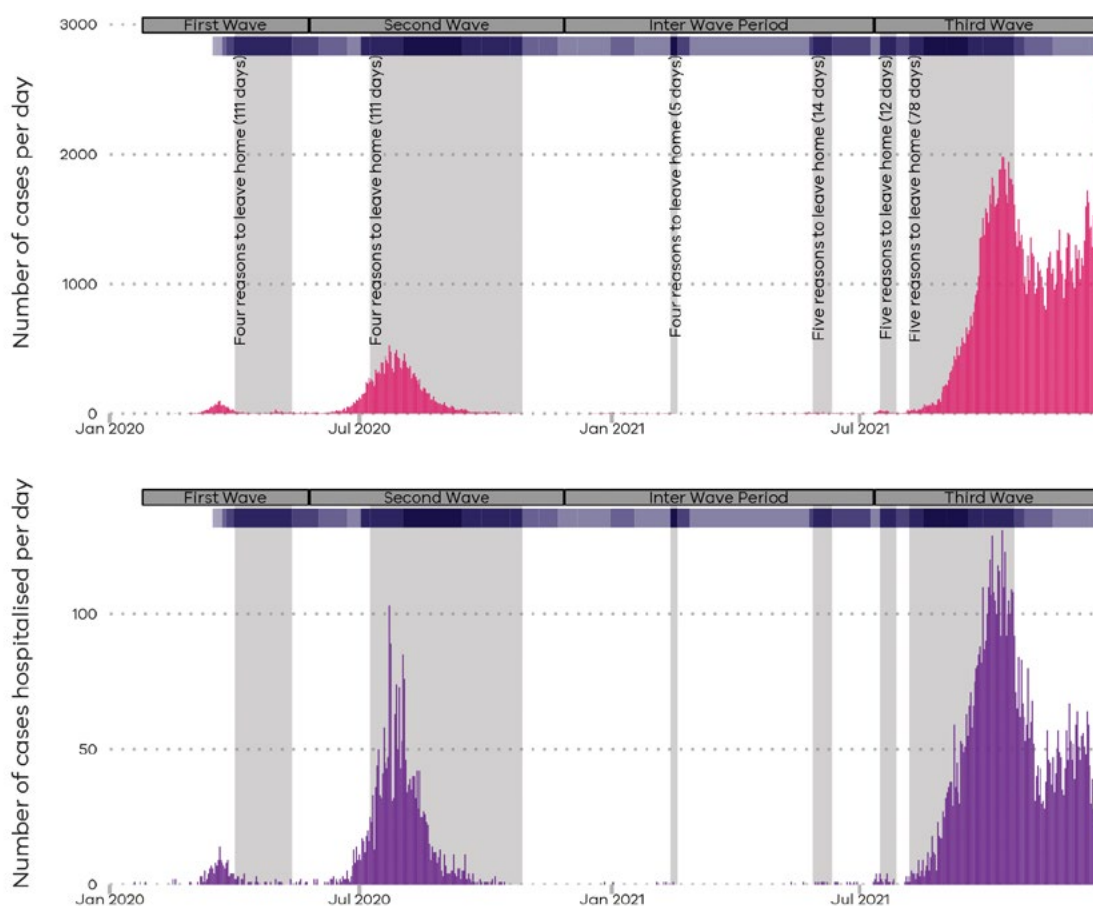 3000
First Wave
Second Wave
Inter Wave Period
Third Wave
Number of cases per day
2000
1000
0
Four reasons to leave home (111 days)
Four reasons to leave home (111 days)
Four reasons to leave home (5 days)
Five reasons to leave home (14 days)
Five reasons to leave home (12 days)
Five reasons to leave home (78 days)
Jan 2020
Jul 2020
Jan 2021
Jul 2021
First Wave
Second Wave
Inter Wave Period
Third Wave
Number of cases hospitalised per day
100
50
0
Jan 2020
Jul 2020
Jan 2021
Jul 2021